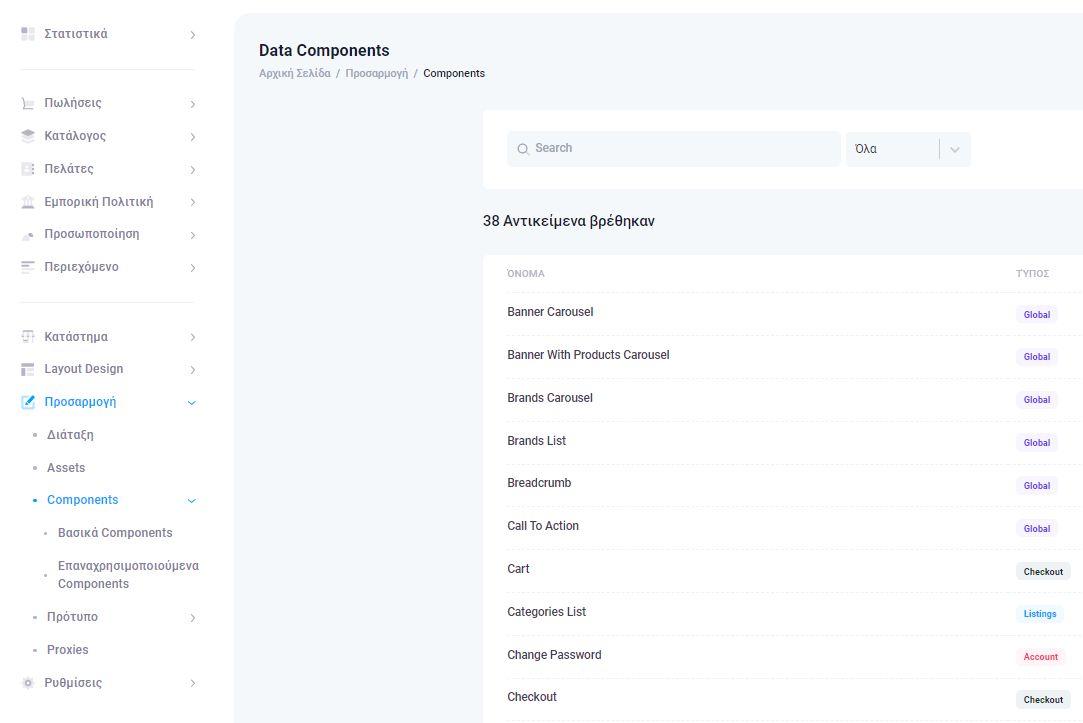 Στατιστικά
Πωλήσεις
Κατάλογος
Πελάτες
Εμπορική Πολιτική
Προσωποποίηση
Περιεχόμενο
Κατάστημα
Layout Design
Προσαρμογή
Διάταξη
Assets
Components
Βασικά Components
Επαναχρησιμοποιούμενα
Components
Πρότυπο
Proxies
Ρυθμίσεις
Data Components
Αρχική Σελίδα / Προσαρμογή / Components
Search
Όλα
38 Αντικείμενα βρέθηκαν
ΌΝΟΜΑ ΤΎΠΟΣ
Banner Carousel Global
Banner With Products Carousel Global
Brands Carousel Global
Brands List Global
Breadcrumb Global
Call To Action Global
Cart Checkout
Categories List Listings
Change Password Account
Checkout Checkout